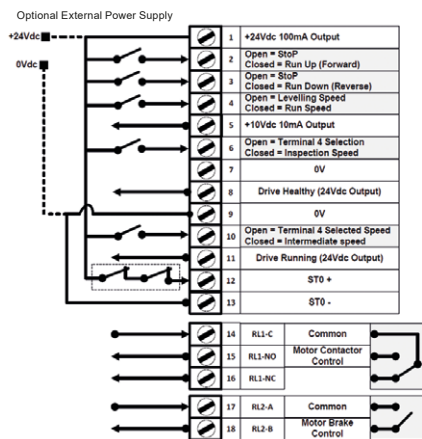 Optional External Power Supply
+24Vdc
0Vdc
1 +24Vdc 100mA Output
2 Open = StoP
Closed = Run Up (Forward)
3 Open = StoP
Closed = Run Down (Reverse)
4 Open = Levelling Speed
Closed = Run Speed
5 +10Vdc 10mA Output
6 Open = Terminal 4 Selection
Closed = Inspection Speed
7 0V
8 Drive Healthy (24Vdc Output)
9 0V
10 Open = Terminal 4 Selected Speed
Closed = Intermediate speed
11 Drive Running (24Vdc Output)
12 ST0 +
13 ST0 -
14 RL1-C Common
15 RL1-NO Motor Contactor
Control
16 RL1-NC
17 RL2-A Common
18 RL2-B Motor Brake
Control